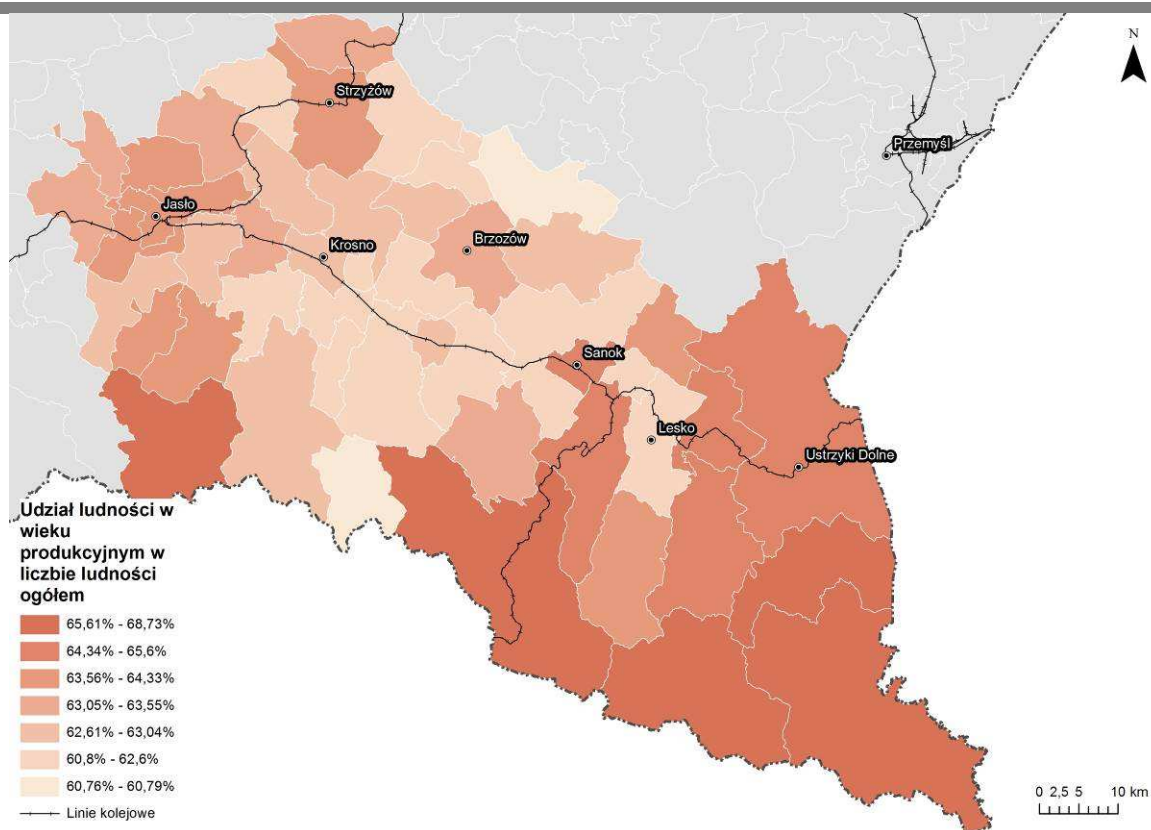 N
Strzyżów
Przemyśl
Jasło
Brzozów
Krosno
Sanok
Lesko
Ustrzyki Dolne
Udział ludności w
wieku
produkcyjnym w
liczbie ludności
ogółem
65,61% - 68,73%
64,34% - 65,6%
63,56% - 64,33%
63,05% - 63,55%
62,61% - 63,04%
60,8% - 62,6%
60,76% - 60,79%
Linie kolejowe
0 2,5 5 10 km